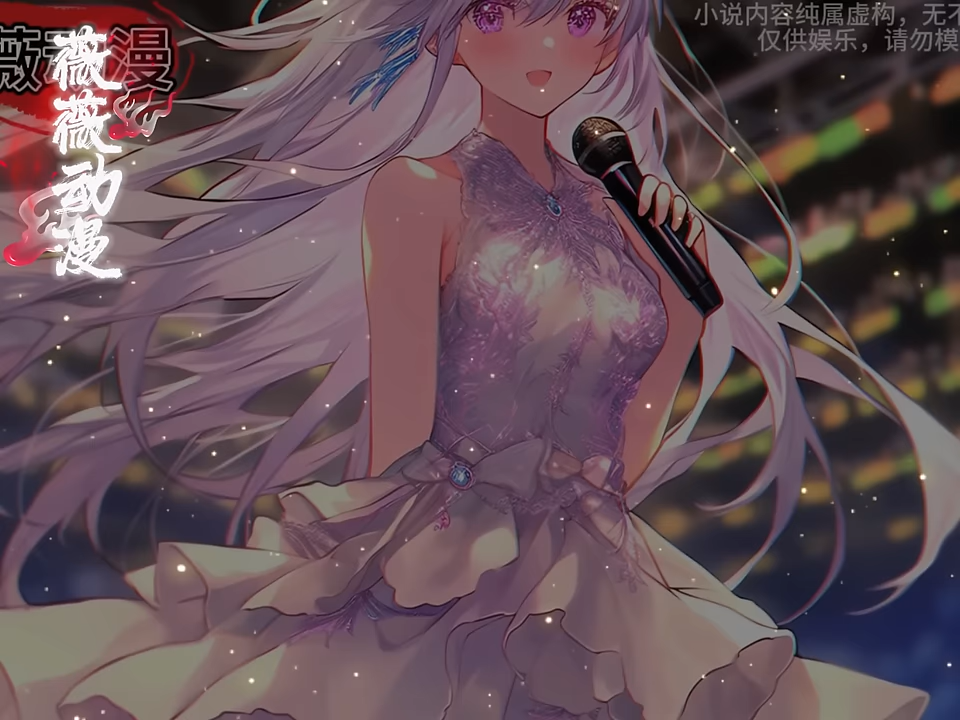 小说内容纯属虚构，无不
仅供娱乐，请勿模
薇薇动漫
薇 漫